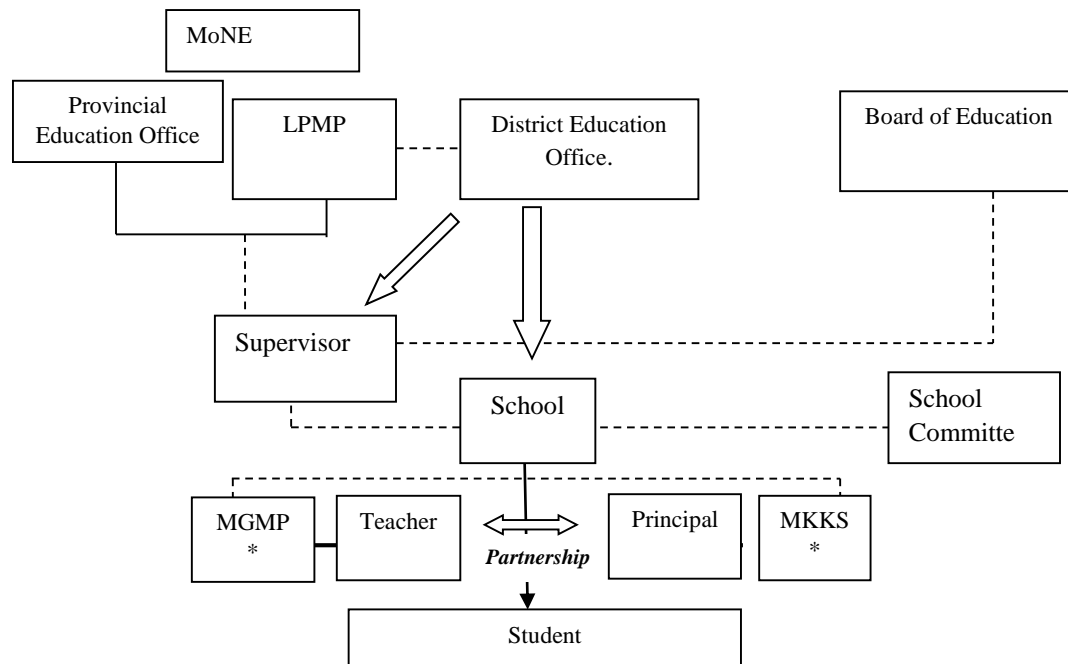 MoNE
Provincial
Education Office
LPMP
District Education
Office.
Board of Education
Supervisor
School
School
Committe
MGMP
*
Teacher
Partnership
Principal
MKKS
*
Student